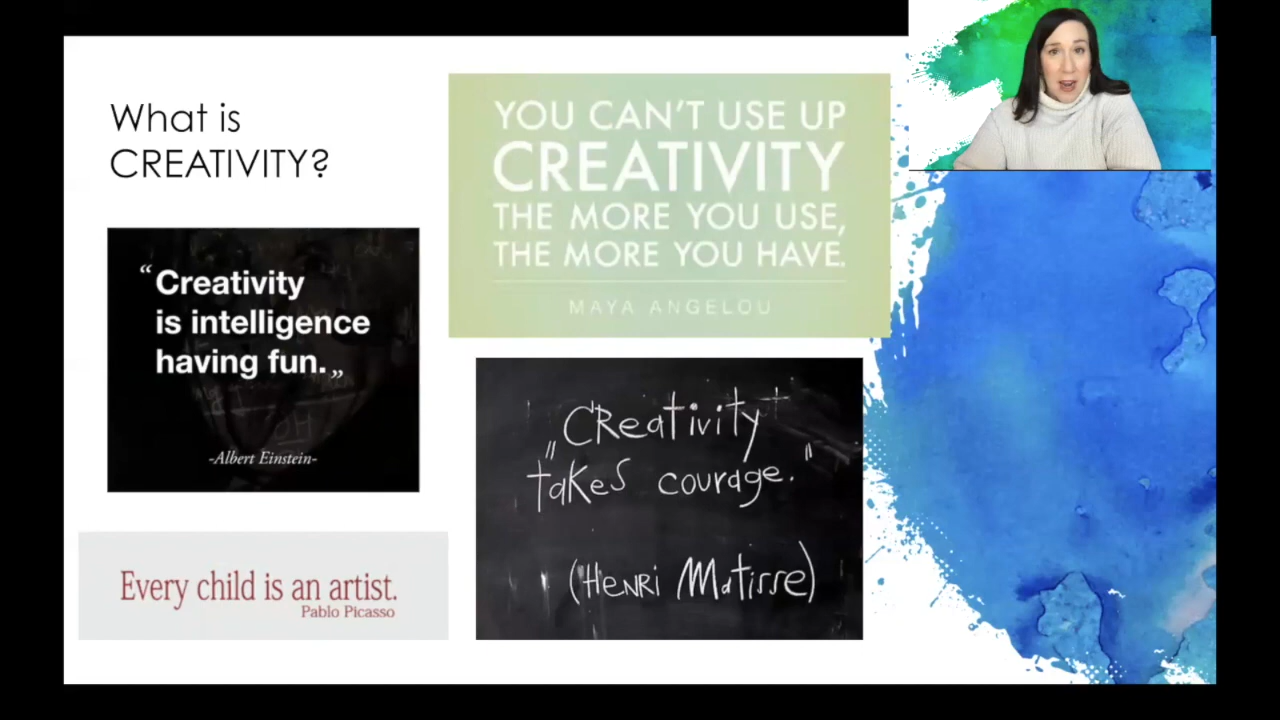 What is
CREATIVITY?
YOU CAN'T USE UP
CREATIVITY
THE MORE YOU USE,
THE MORE YOU HAVE.
MAYA ANGELOU
“Creativity
is intelligence
having fun.„
-Albert Einstein-
„Creativity
takes courage."
(HENRI Matisse)
Every child is an artist.
Pablo Picasso